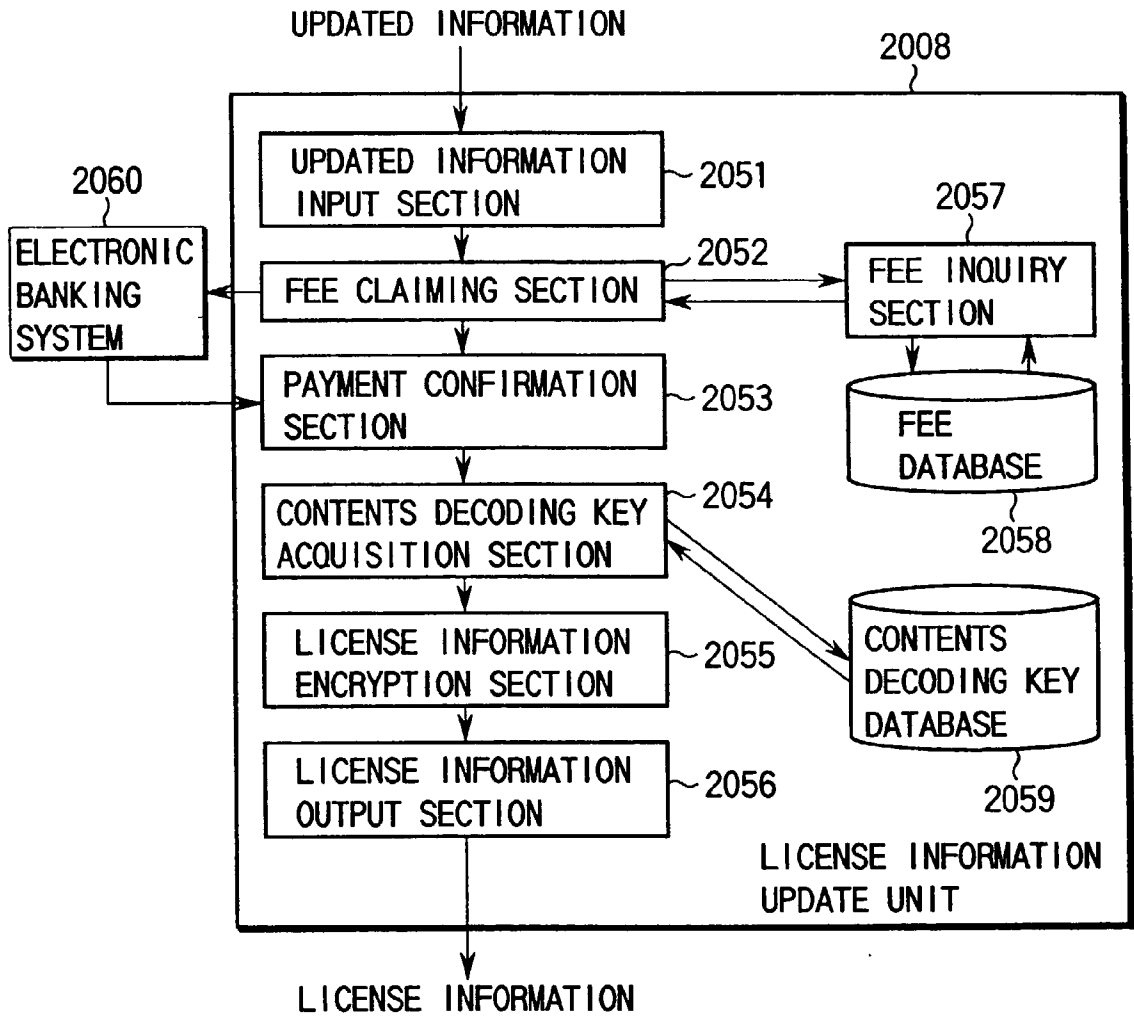 UPDATED INFORMATION
2008
UPDATED INFORMATION
INPUT SECTION
2051
2060
ELECTRONIC
BANKING
SYSTEM
FEE CLAIMING SECTION
2052
2057
FEE INQUIRY
SECTION
PAYMENT CONFIRMATION
SECTION
2053
FEE
DATABASE
2058
CONTENTS DECODING KEY
ACQUISITION SECTION
2054
LICENSE INFORMATION
ENCRYPTION SECTION
2055
CONTENTS
DECODING KEY
DATABASE
2059
LICENSE INFORMATION
OUTPUT SECTION
2056
LICENSE INFORMATION
UPDATE UNIT
LICENSE INFORMATION